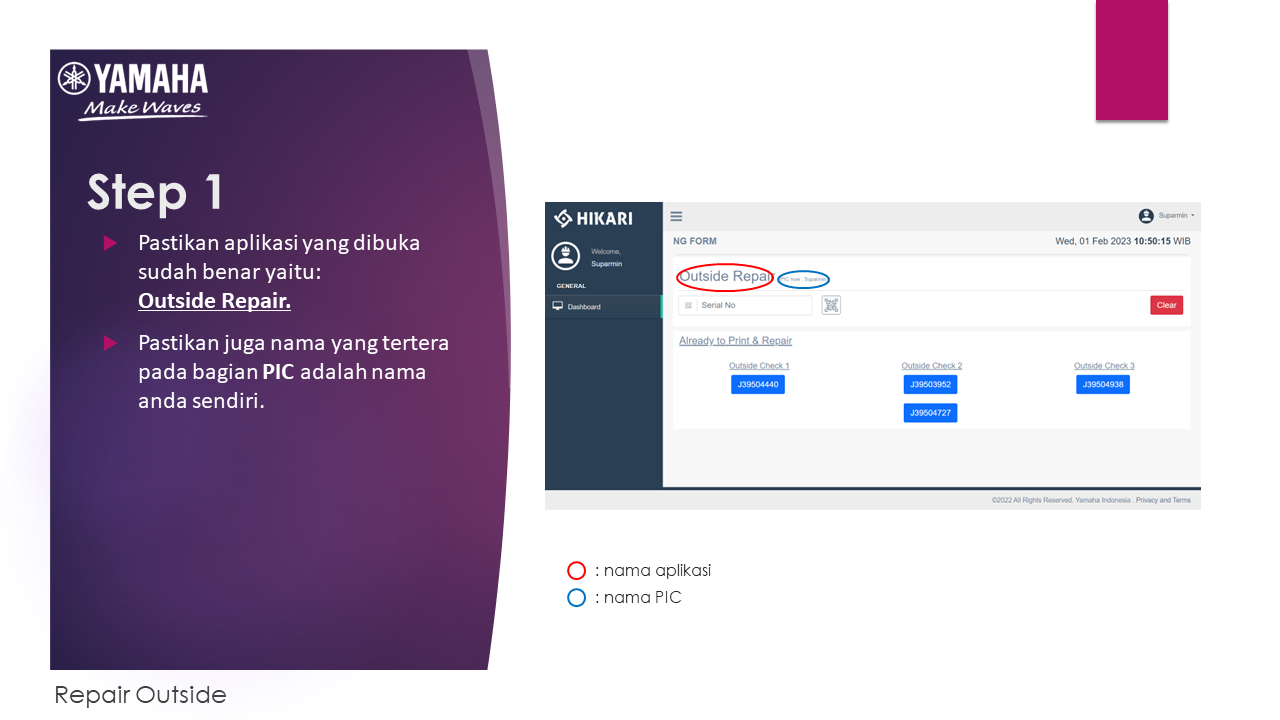 YAMAHA
Make Waves
Step 1
Pastikan aplikasi yang dibuka
sudah benar yaitu:
Outside Repair.
Pastikan juga nama yang tertera
pada bagian PIC adalah nama
anda sendiri.
HIKARI
Suparmin
Welcome,
Suparmin
NG FORM
Wed, 01 Feb 2023 10:50:15 WIB
GENERAL
Dashboard
Outside Repair
PIC now : Suparmin
Serial No
Clear
Already to Print & Repair
Outside Check 1
Outside Check 2
Outside Check 3
J39504440
J39503952
J39504938
J39504727
©2022 All Rights Reserved. Yamaha Indonesia . Privacy and Terms
: nama aplikasi
: nama PIC
Repair Outside